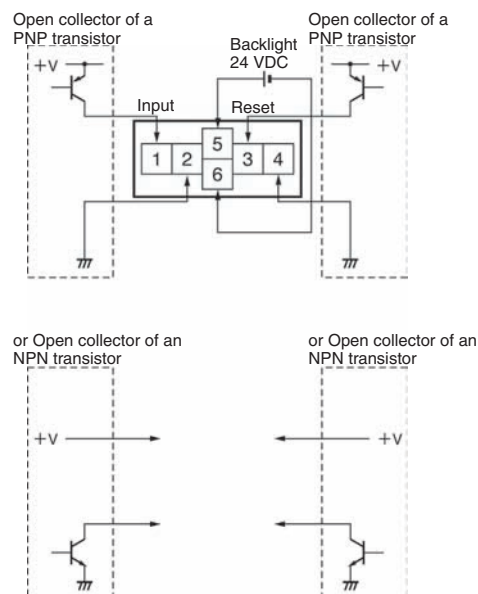 Open collector of a
PNP transistor
Open collector of a
PNP transistor
Backlight
24 VDC
+V
+V
Input
Reset
1 2 5 6 3 4
or Open collector of an
NPN transistor
or Open collector of an
NPN transistor
+V
+V